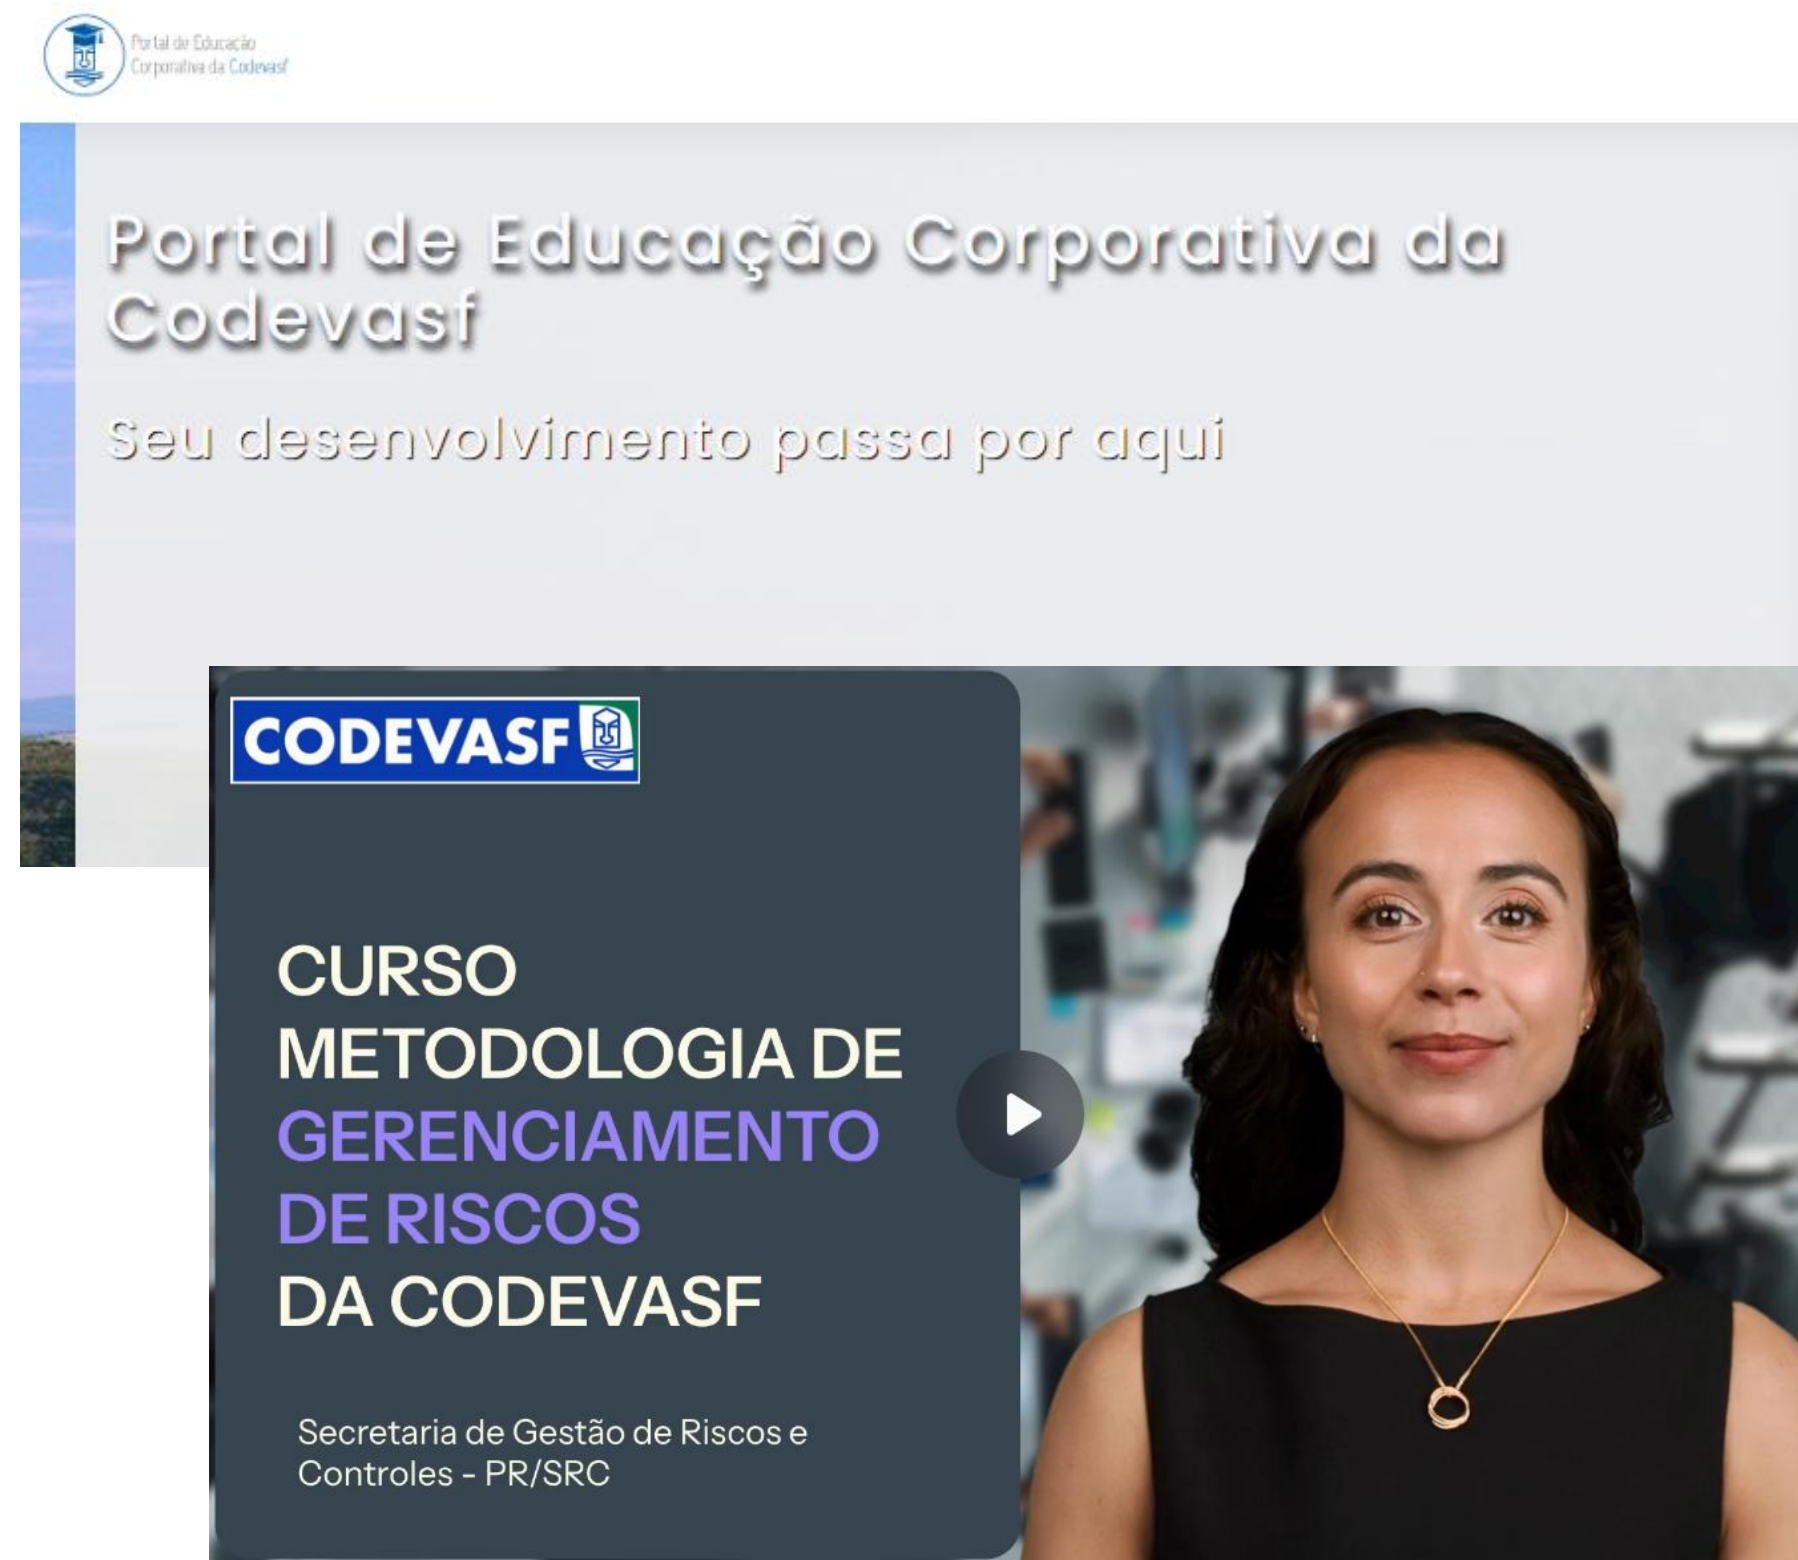 Portal de Educação
Corporativa da Codevasf
Portal de Educação Corporativa da
Codevasf
Seu desenvolvimento passa por aqui
CODEVASF
CURSO
METODOLOGIA DE
GERENCIAMENTO
DE RISCOS
DA CODEVASF
Secretaria de Gestão de Riscos e
Controles - PR/SRC